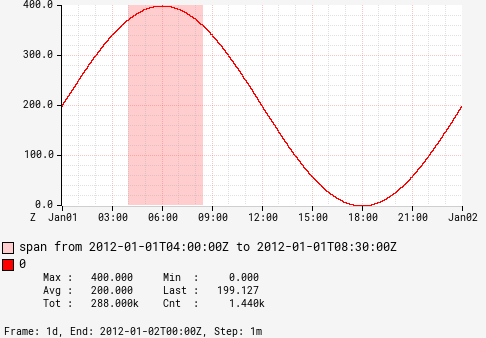 400.0
300.0
200.0
100.0
0.0
Z Jan01 03:00 06:00 09:00 12:00 15:00 18:00 21:00 Jan02
span from 2012-01-01T04:00:00Z to 2012-01-01T08:30:00Z
0
Max : 400.000 Min : 0.000
Avg : 200.000 Last : 199.127
Tot : 288.000k Cnt : 1.440k
Frame: 1d, End: 2012-01-02T00:00Z, Step: 1m